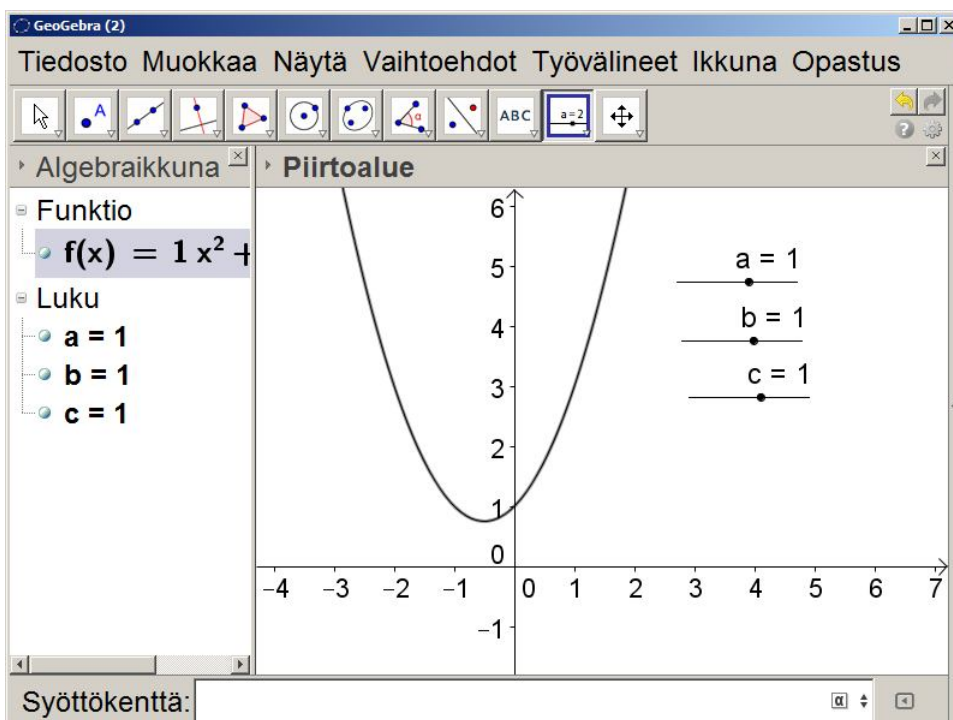 GeoGebra (2)
Tiedosto Muokkaa Näytä Vaihtoehdot Työvälineet Ikkuna Opastus
A α ABC a=2
Algebraikkuna
Piirtoalue
Funktio
f(x) = 1 x² +
Luku
a = 1
b = 1
c = 1
6
5
4
3
2
1
0
−1
−4 −3 −2 −1 0 1 2 3 4 5 6 7
a = 1
b = 1
c = 1
Syöttökenttä:
α